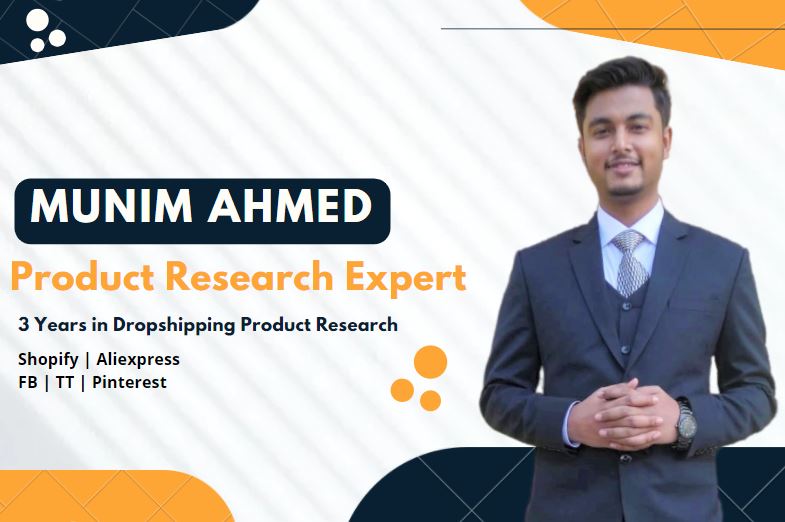 MUNIM AHMED
Product Research Expert
3 Years in Dropshipping Product Research
Shopify | Aliexpress
FB | TT | Pinterest